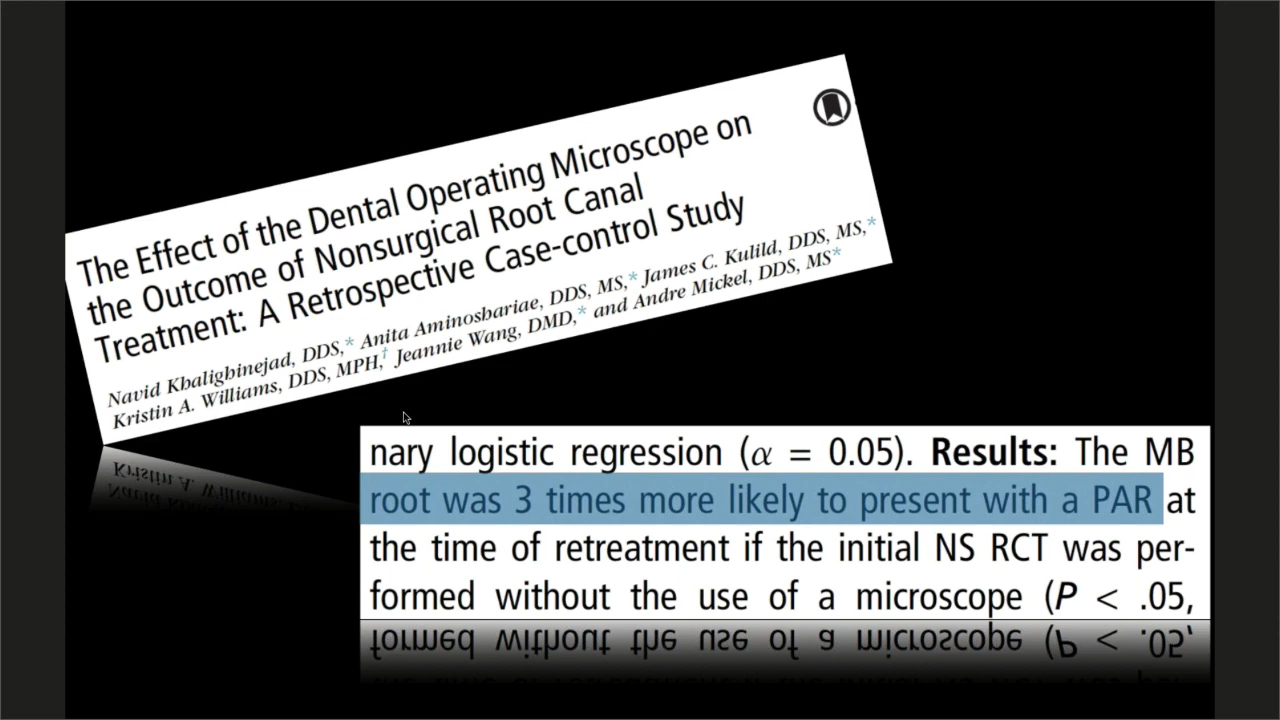 The Effect of the Dental Operating Microscope on
the Outcome of Nonsurgical Root Canal
Treatment: A Retrospective Case-control Study
Navid Khalighinejad, DDS,* Anita Aminoshariae, DDS, MS,* James C. Kulild, DDS, MS,*
Kristin A. Williams, DDS, MPH,† Jeannie Wang, DMD,* and Andre Mickel, DDS, MS*
nary logistic regression (α = 0.05). Results: The MB
root was 3 times more likely to present with a PAR at
the time of retreatment if the initial NS RCT was per-
formed without the use of a microscope (P < .05,